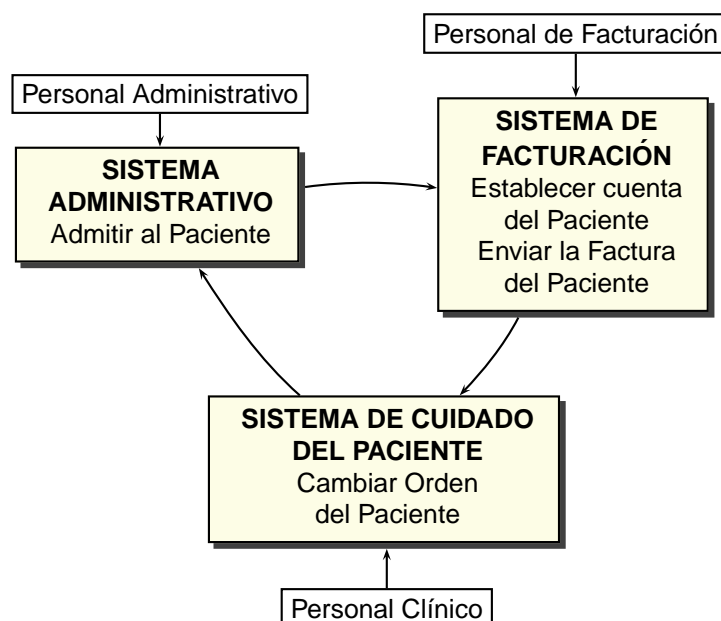 Personal de Facturación
Personal Administrativo
SISTEMA DE
FACTURACIÓN
Establecer cuenta
del Paciente
Enviar la Factura
del Paciente
SISTEMA
ADMINISTRATIVO
Admitir al Paciente
SISTEMA DE CUIDADO
DEL PACIENTE
Cambiar Orden
del Paciente
Personal Clínico